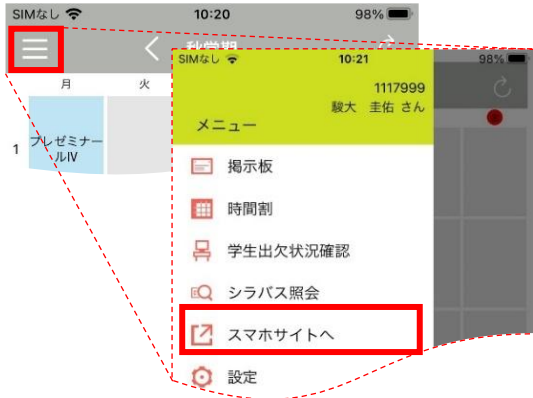 SIMなし 10:20 98%
秋学期
月 火
1 プレゼミナールⅣ
SIMなし 10:21 98%
1117999
駿大 圭佑 さん
メニュー
掲示板
時間割
学生出欠状況確認
シラバス照会
スマホサイトへ
設定